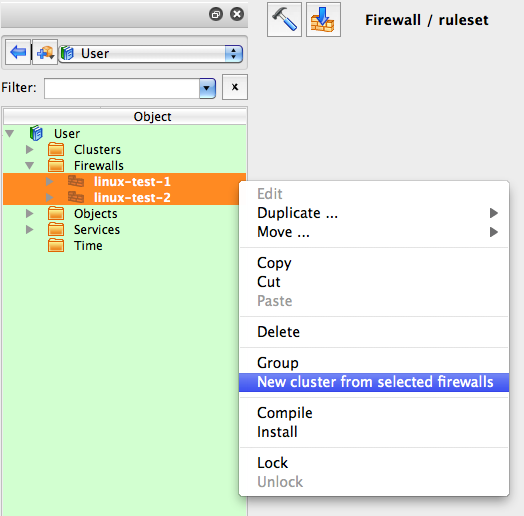 Firewall / ruleset
User
Filter:
x
Object
User
Clusters
Firewalls
linux-test-1
linux-test-2
Objects
Services
Time
Edit
Duplicate ...
Move ...
Copy
Cut
Paste
Delete
Group
New cluster from selected firewalls
Compile
Install
Lock
Unlock